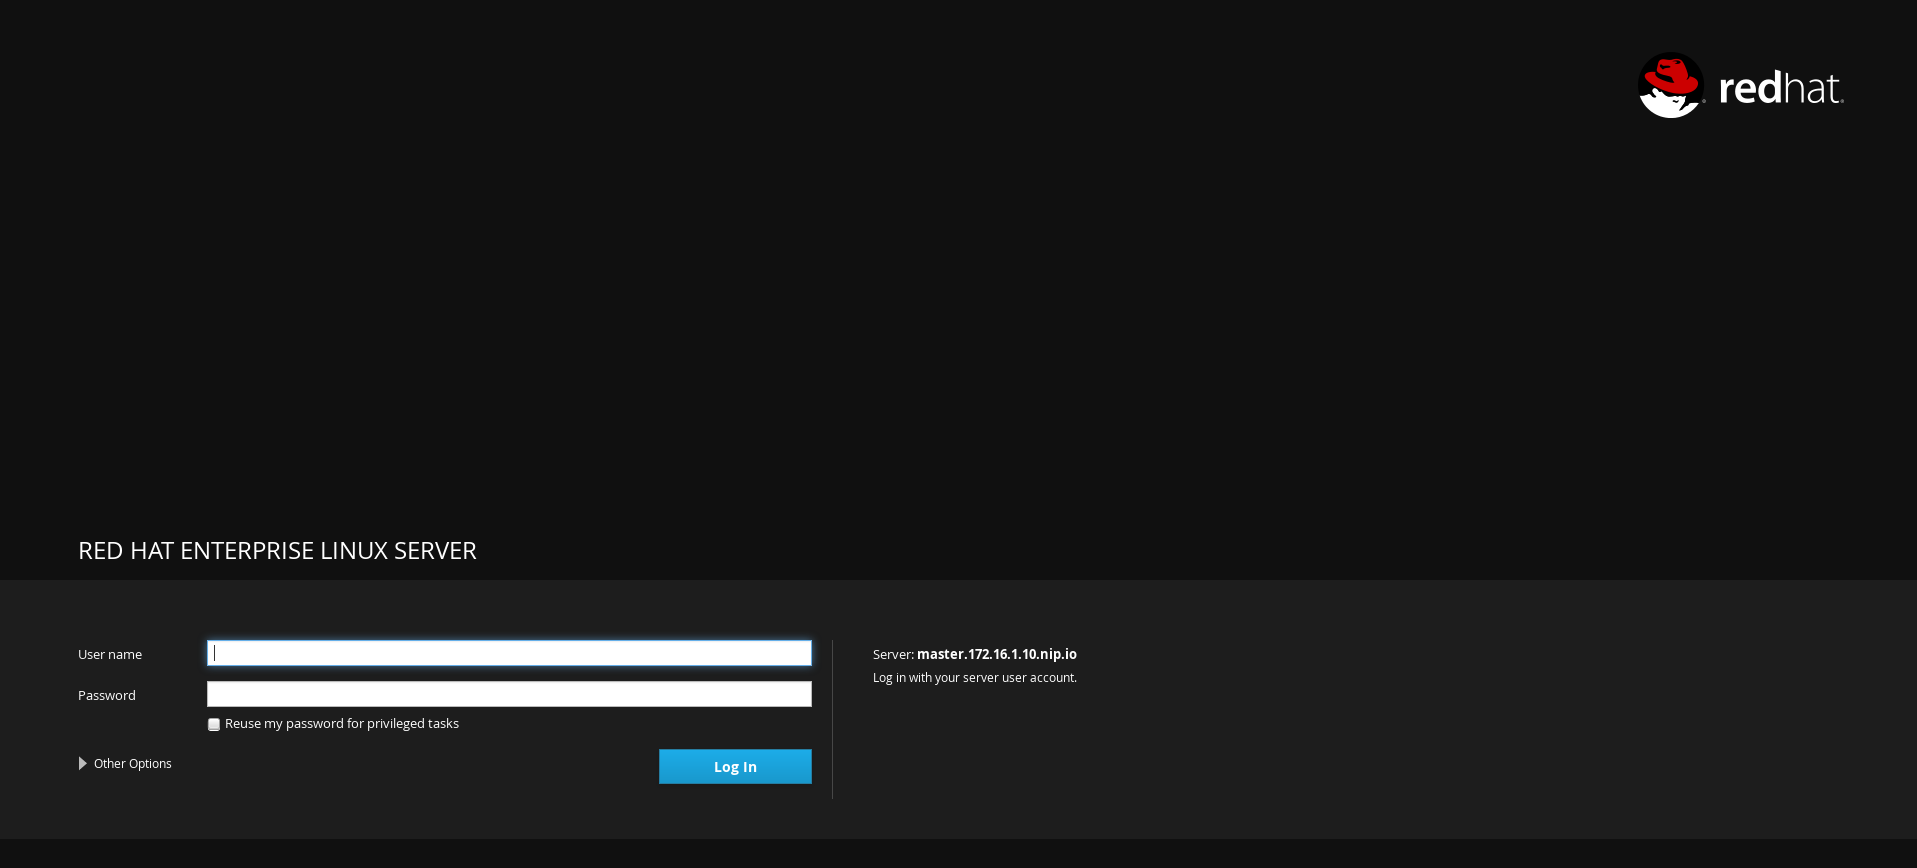 redhat.
RED HAT ENTERPRISE LINUX SERVER
User name
Password
Reuse my password for privileged tasks
Other Options
Log In
Server: master.172.16.1.10.nip.io
Log in with your server user account.